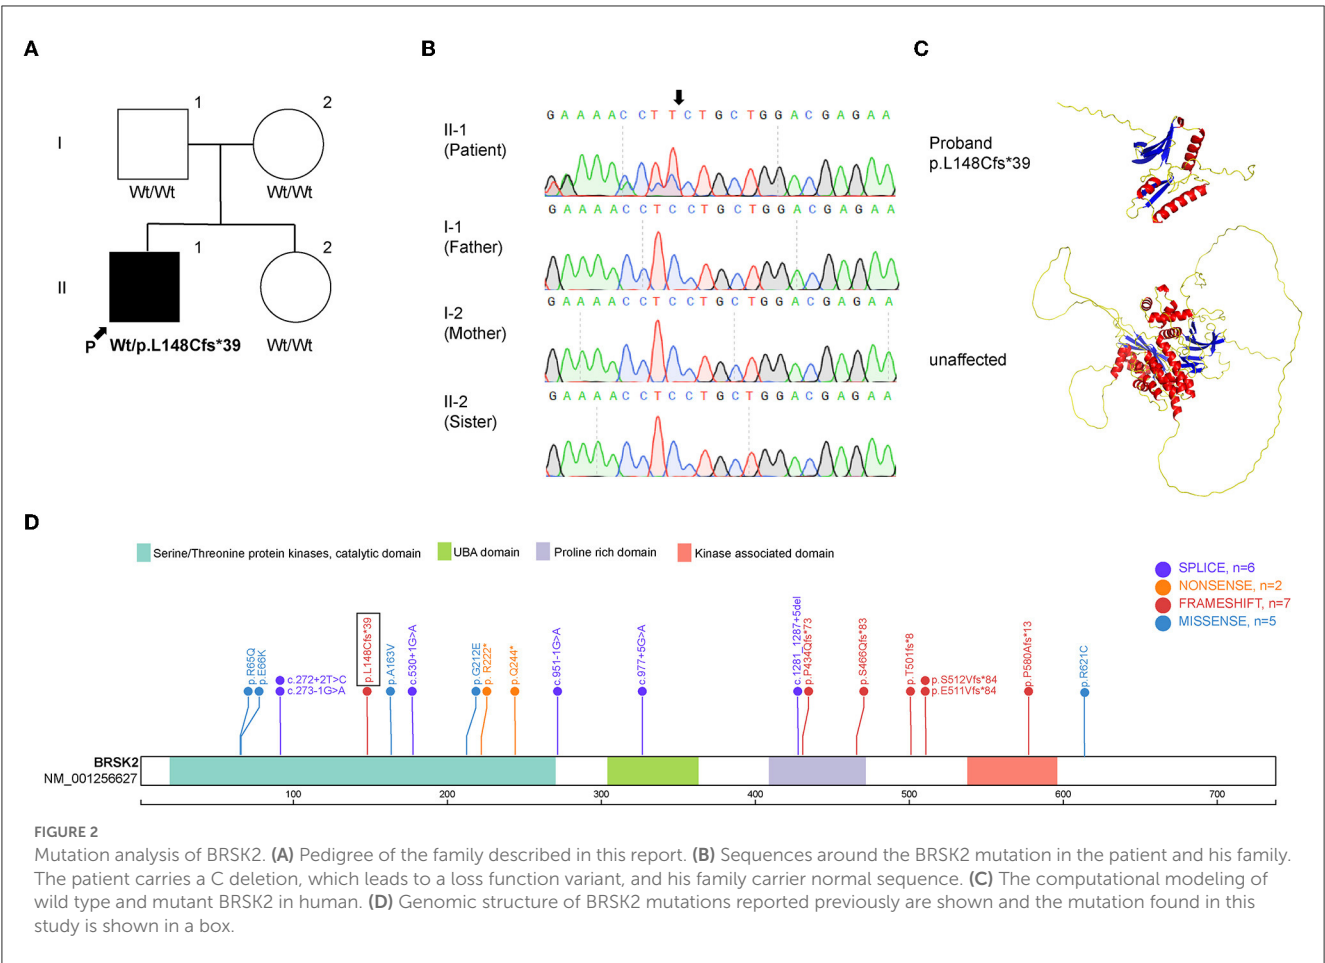 A
B
C
I
1
2
Wt/Wt
Wt/Wt
II
1
2
P
Wt/p.L148Cfs*39
Wt/Wt
II-1
(Patient)
G A A A A C C T T C T G C T G G A C G A G A A
I-1
(Father)
G A A A A C C T C C T G C T G G A C G A G A A
I-2
(Mother)
G A A A A C C T C C T G C T G G A C G A G A A
II-2
(Sister)
G A A A A C C T C C T G C T G G A C G A G A A
Proband
p.L148Cfs*39
unaffected
D
Serine/Threonine protein kinases, catalytic domain
UBA domain
Proline rich domain
Kinase associated domain
SPLICE, n=6
NONSENSE, n=2
FRAMESHIFT, n=7
MISSENSE, n=5
p.R65Q
p.E66K
c.272+2T>C
c.273-1G>A
p.L148Cfs*39
p.A163V
c.530+1G>A
p.G212E
p. R222*
p.Q244*
c.951-1G>A
c.977+5G>A
c.1281_1287+5del
p.P434Qfs*73
p.S466Qfs*83
p.T501fs*8
p.S512Vfs*84
p.E511Vfs*84
p.P580Afs*13
p.R621C
BRSK2
NM_001256627
100
200
300
400
500
600
700
FIGURE 2
Mutation analysis of BRSK2. (A) Pedigree of the family described in this report. (B) Sequences around the BRSK2 mutation in the patient and his family.
The patient carries a C deletion, which leads to a loss function variant, and his family carrier normal sequence. (C) The computational modeling of
wild type and mutant BRSK2 in human. (D) Genomic structure of BRSK2 mutations reported previously are shown and the mutation found in this
study is shown in a box.